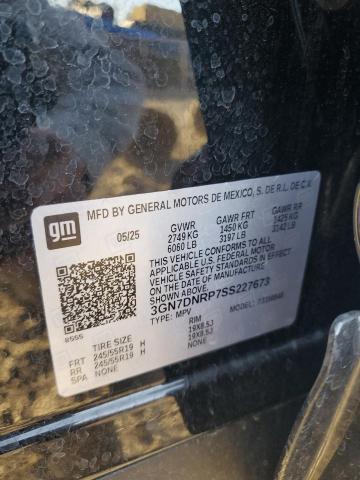 gm
MFD BY GENERAL MOTORS DE MEXICO, S. DE R.L. DE C.V.
05/25 GVWR GAWR FRT GAWR RR
2749 KG 1450 KG 1425 KG
6060 LB 3197 LB 3142 LB
THIS VEHICLE CONFORMS TO ALL APPLICABLE
U.S. FEDERAL MOTOR VEHICLE SAFETY
STANDARDS IN EFFECT ON THE DATE OF
MANUFACTURE SHOWN ABOVE.
3GN7DNRP7SS227673
TYPE: MPV MODEL:
8555
TIRE SIZE RIM
FRT 245/55R19 H 19X8.5J
RR 245/55R19 H 19X8.5J
SPA NONE NONE